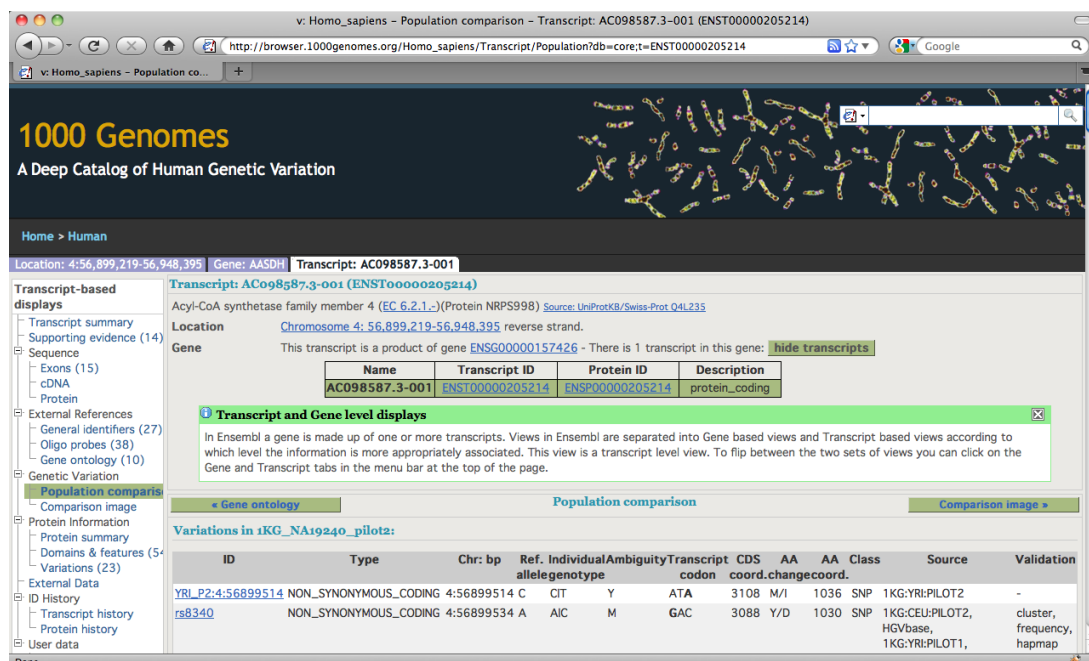 v: Homo_sapiens – Population comparison – Transcript: AC098587.3-001 (ENST00000205214)
http://browser.1000genomes.org/Homo_sapiens/Transcript/Population?db=core;t=ENST00000205214
Google
v: Homo_sapiens – Population co...
1000 Genomes
A Deep Catalog of Human Genetic Variation
Home > Human
Location: 4:56,899,219-56,948,395 Gene: AASDH Transcript: AC098587.3-001
Transcript-based
displays
Transcript summary
Supporting evidence (14)
Sequence
Exons (15)
cDNA
Protein
External References
General identifiers (27)
Oligo probes (38)
Gene ontology (10)
Genetic Variation
Population comparis
Comparison image
Protein Information
Protein summary
Domains & features (54
Variations (23)
External Data
ID History
Transcript history
Protein history
User data
Transcript: AC098587.3-001 (ENST00000205214)
Acyl-CoA synthetase family member 4 (EC 6.2.1.-)(Protein NRPS998) Source: UniProtKB/Swiss-Prot Q4L235
Location Chromosome 4: 56,899,219-56,948,395 reverse strand.
Gene This transcript is a product of gene ENSG00000157426 - There is 1 transcript in this gene: hide transcripts
Name Transcript ID Protein ID Description
AC098587.3-001 ENST00000205214 ENSP00000205214 protein_coding
Transcript and Gene level displays
In Ensembl a gene is made up of one or more transcripts. Views in Ensembl are separated into Gene based views and Transcript based views according to
which level the information is more appropriately associated. This view is a transcript level view. To flip between the two sets of views you can click on the
Gene and Transcript tabs in the menu bar at the top of the page.
« Gene ontology Population comparison Comparison image »
Variations in 1KG_NA19240_pilot2:
ID Type Chr: bp Ref. Individual Ambiguity Transcript CDS AA AA Class Source Validation
allele genotype codon coord. change coord.
YRI_P2:4:56899514 NON_SYNONYMOUS_CODING 4:56899514 C C|T Y ATA 3108 M/I 1036 SNP 1KG:YRI:PILOT2 -
rs8340 NON_SYNONYMOUS_CODING 4:56899534 A A|C M GAC 3088 Y/D 1030 SNP 1KG:CEU:PILOT2, cluster,
HGVbase, frequency,
1KG:YRI:PILOT1, hapmap